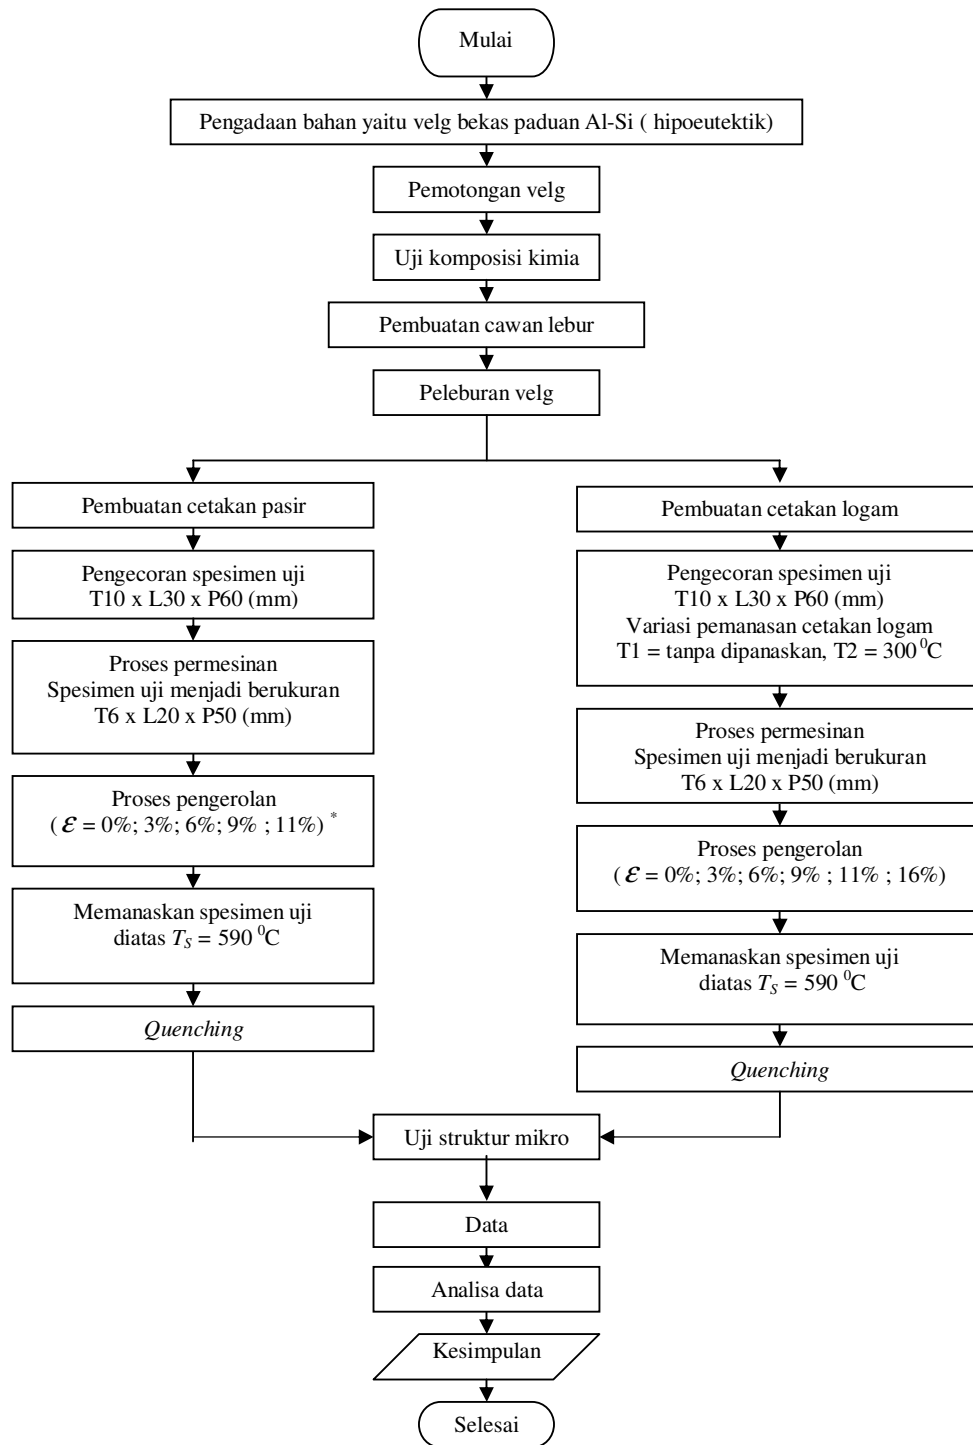 Mulai
Pengadaan bahan yaitu velg bekas paduan Al-Si ( hipoeutektik)
Pemotongan velg
Uji komposisi kimia
Pembuatan cawan lebur
Peleburan velg
Pembuatan cetakan pasir
Pengecoran spesimen uji
T10 x L30 x P60 (mm)
Proses permesinan
Spesimen uji menjadi berukuran
T6 x L20 x P50 (mm)
Proses pengerolan
( ℰ = 0%; 3%; 6%; 9% ; 11%) *
Memanaskan spesimen uji
diatas T_S = 590 ⁰C
Quenching
Pembuatan cetakan logam
Pengecoran spesimen uji
T10 x L30 x P60 (mm)
Variasi pemanasan cetakan logam
T1 = tanpa dipanaskan, T2 = 300 ⁰C
Proses permesinan
Spesimen uji menjadi berukuran
T6 x L20 x P50 (mm)
Proses pengerolan
( ℰ = 0%; 3%; 6%; 9% ; 11% ; 16%)
Memanaskan spesimen uji
diatas T_S = 590 ⁰C
Quenching
Uji struktur mikro
Data
Analisa data
Kesimpulan
Selesai